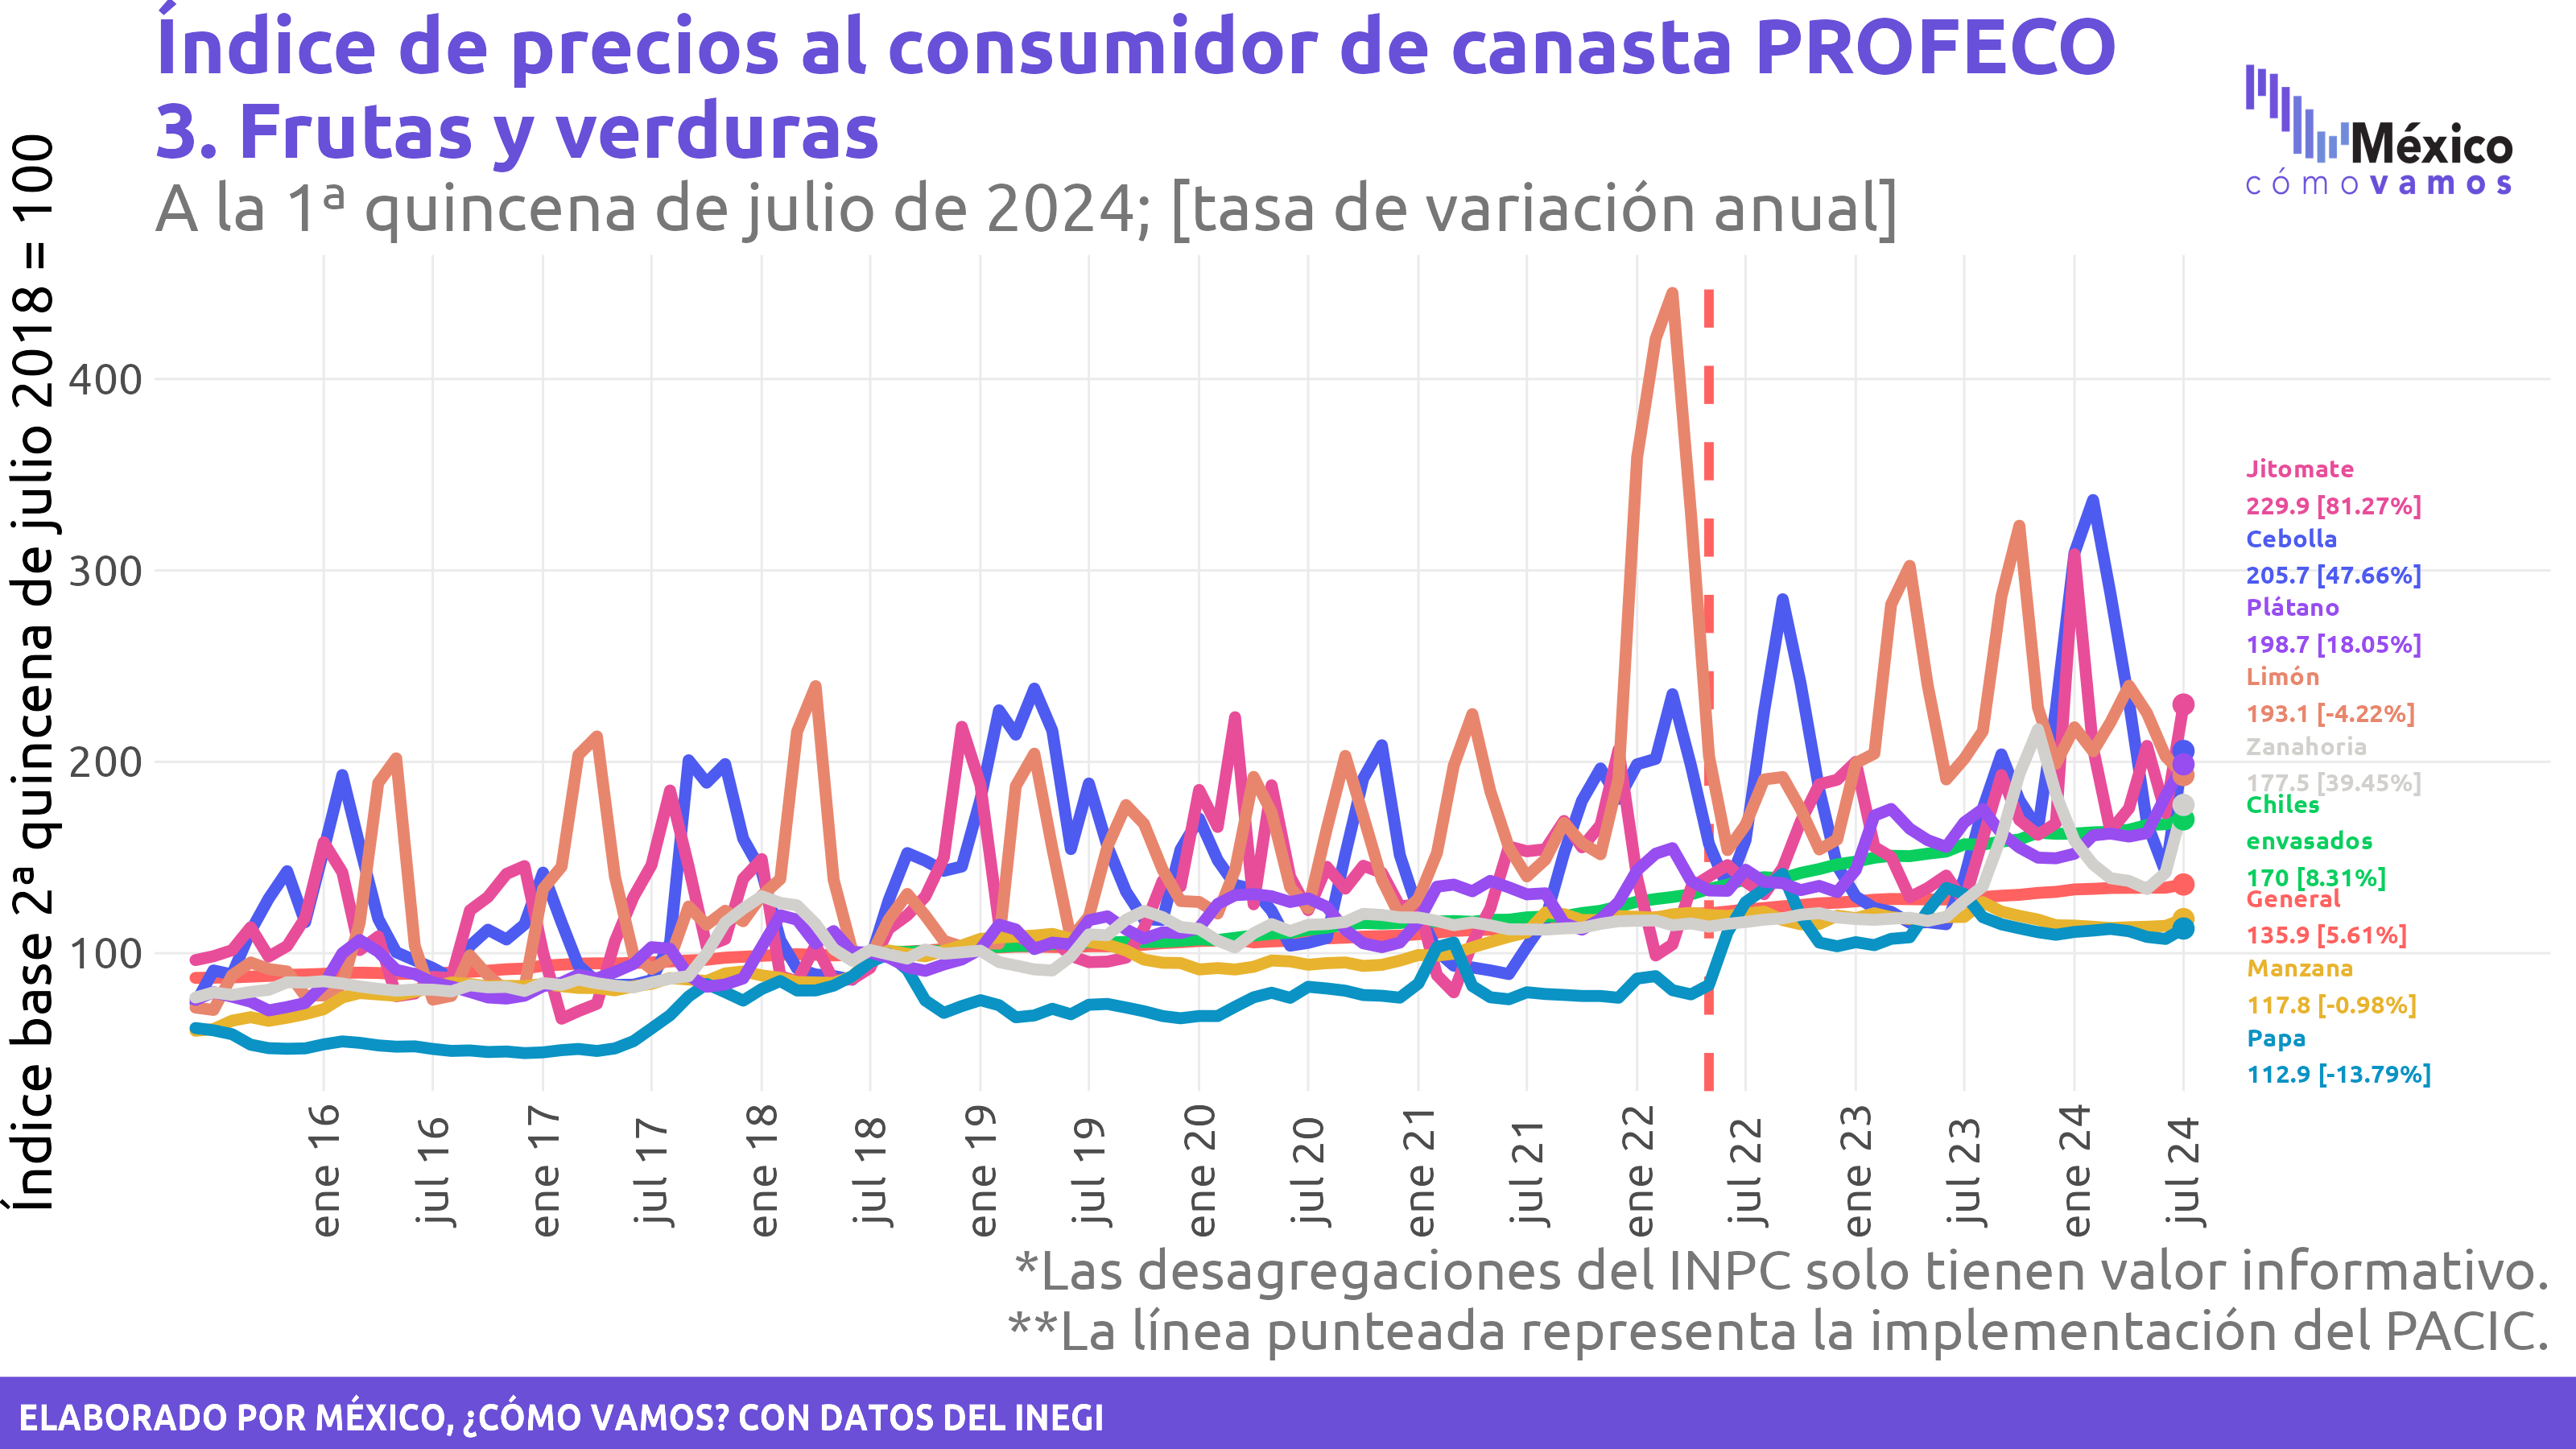 Índice de precios al consumidor de canasta PROFECO
3. Frutas y verduras
A la 1ª quincena de julio de 2024; [tasa de variación anual]
México
cómovamos
Índice base 2ª quincena de julio 2018 = 100
400
300
200
100
Jitomate
229.9 [81.27%]
Cebolla
205.7 [47.66%]
Plátano
198.7 [18.05%]
Limón
193.1 [-4.22%]
Zanahoria
177.5 [39.45%]
Chiles
envasados
170 [8.31%]
General
135.9 [5.61%]
Manzana
117.8 [-0.98%]
Papa
112.9 [-13.79%]
ene 16
jul 16
ene 17
jul 17
ene 18
jul 18
ene 19
jul 19
ene 20
jul 20
ene 21
jul 21
ene 22
jul 22
ene 23
jul 23
ene 24
jul 24
*Las desagregaciones del INPC solo tienen valor informativo.
**La línea punteada representa la implementación del PACIC.
ELABORADO POR MÉXICO, ¿CÓMO VAMOS? CON DATOS DEL INEGI